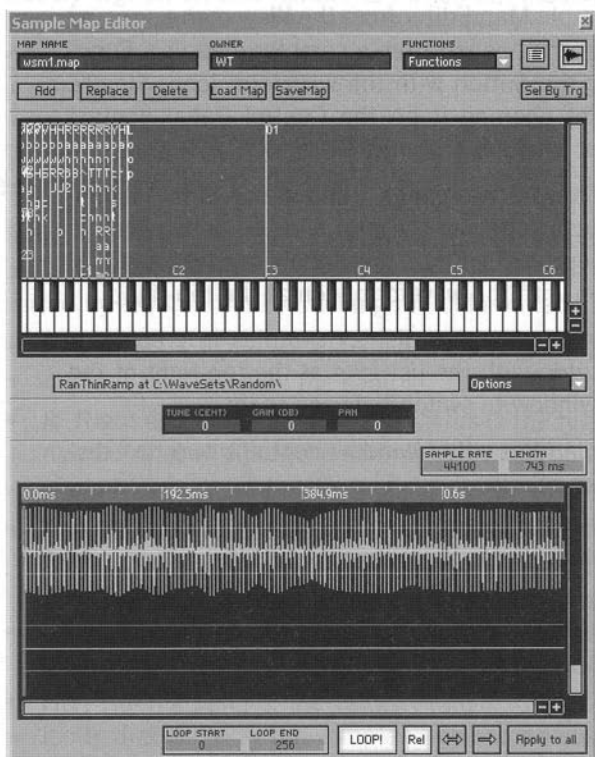 Sample Map Editor
MAP NAME OWNER FUNCTIONS
wsm1.map WT Functions
Add Replace Delete Load Map SaveMap Sel By Trg
01
C1 C2 C3 C4 C5 C6
RanThinRamp at C:\WaveSets\Random\ Options
TUNE (CENT) GAIN (DB) PAN
0 0 0
SAMPLE RATE LENGTH
44100 743 ms
0.0ms 192.5ms 384.9ms 0.6s
LOOP START LOOP END
0 256
LOOP! Rel Apply to all